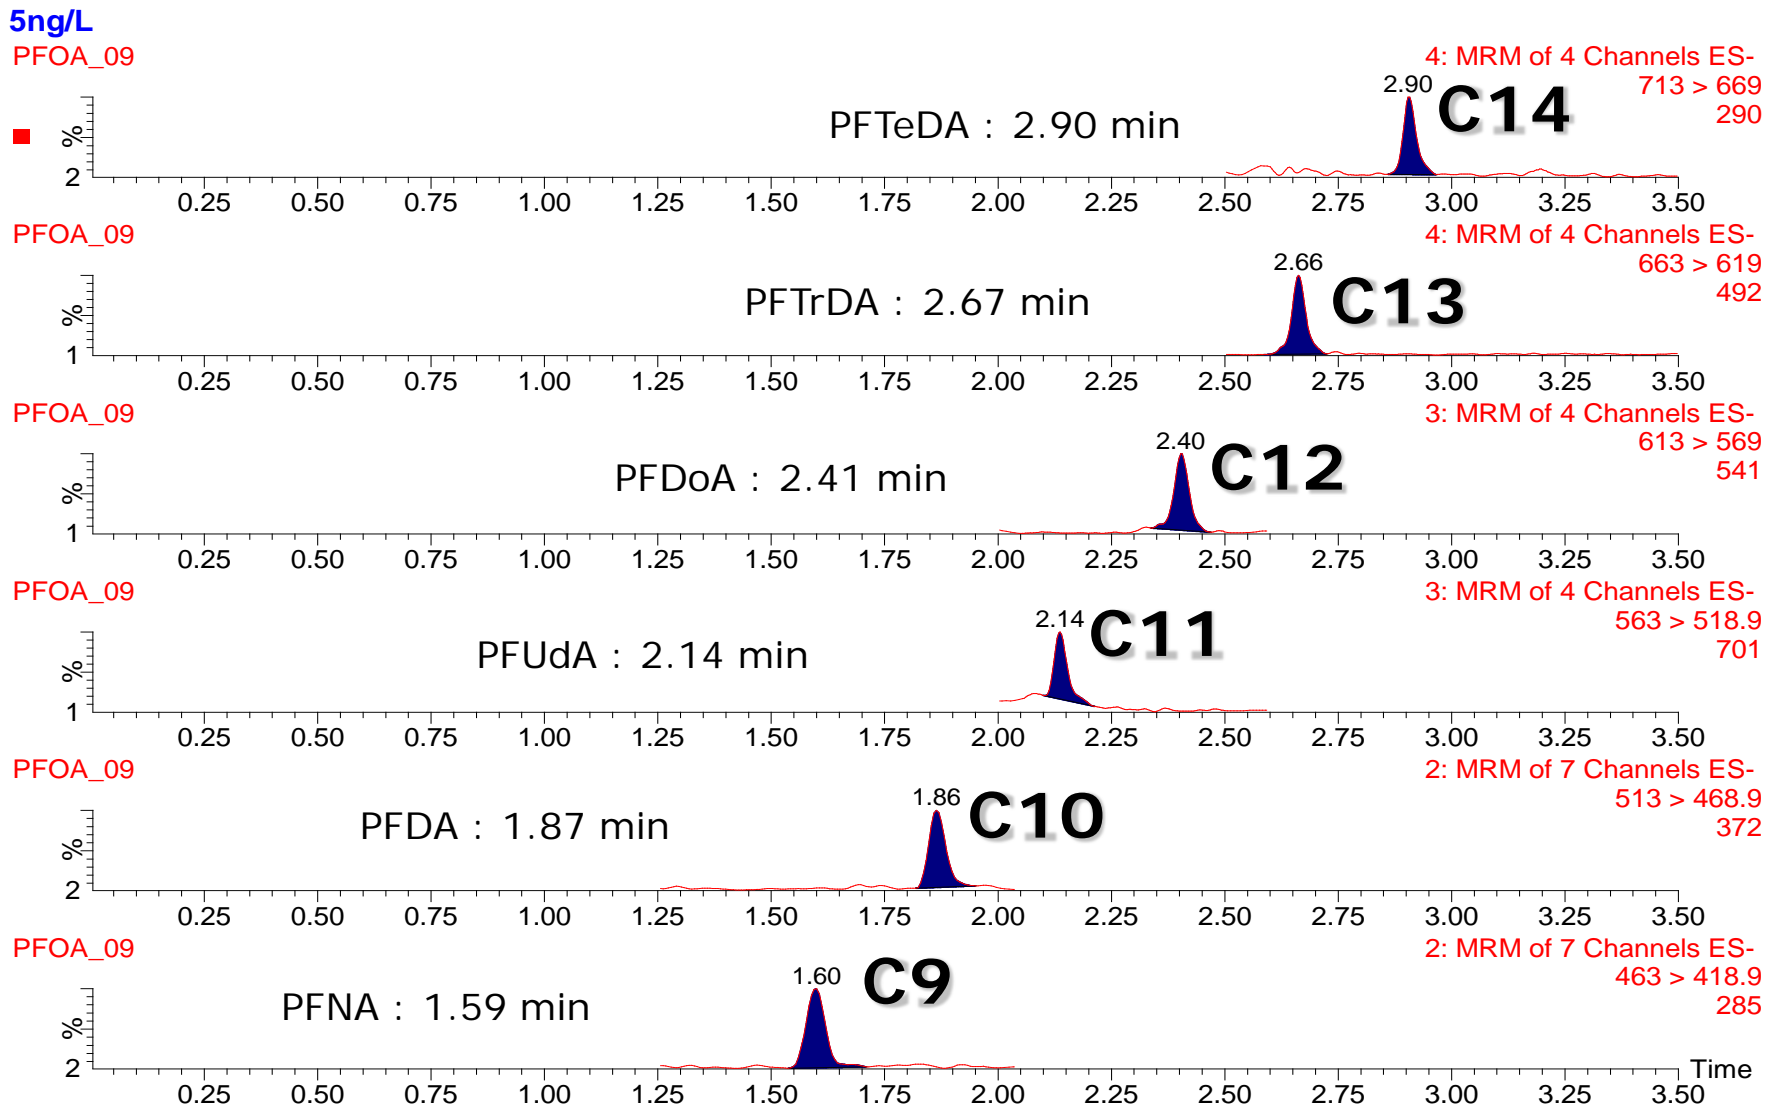 5ng/L
PFOA_09
4: MRM of 4 Channels ES-
713 > 669
290
2.90
C14
PFTeDA : 2.90 min
%
2
0.25 0.50 0.75 1.00 1.25 1.50 1.75 2.00 2.25 2.50 2.75 3.00 3.25 3.50
PFOA_09
4: MRM of 4 Channels ES-
663 > 619
492
2.66
C13
PFTrDA : 2.67 min
%
1
0.25 0.50 0.75 1.00 1.25 1.50 1.75 2.00 2.25 2.50 2.75 3.00 3.25 3.50
PFOA_09
3: MRM of 4 Channels ES-
613 > 569
541
2.40
C12
PFDoA : 2.41 min
%
1
0.25 0.50 0.75 1.00 1.25 1.50 1.75 2.00 2.25 2.50 2.75 3.00 3.25 3.50
PFOA_09
3: MRM of 4 Channels ES-
563 > 518.9
701
2.14
C11
PFUdA : 2.14 min
%
1
0.25 0.50 0.75 1.00 1.25 1.50 1.75 2.00 2.25 2.50 2.75 3.00 3.25 3.50
PFOA_09
2: MRM of 7 Channels ES-
513 > 468.9
372
1.86
C10
PFDA : 1.87 min
%
2
0.25 0.50 0.75 1.00 1.25 1.50 1.75 2.00 2.25 2.50 2.75 3.00 3.25 3.50
PFOA_09
2: MRM of 7 Channels ES-
463 > 418.9
285
1.60
C9
PFNA : 1.59 min
%
2
Time
0.25 0.50 0.75 1.00 1.25 1.50 1.75 2.00 2.25 2.50 2.75 3.00 3.25 3.50